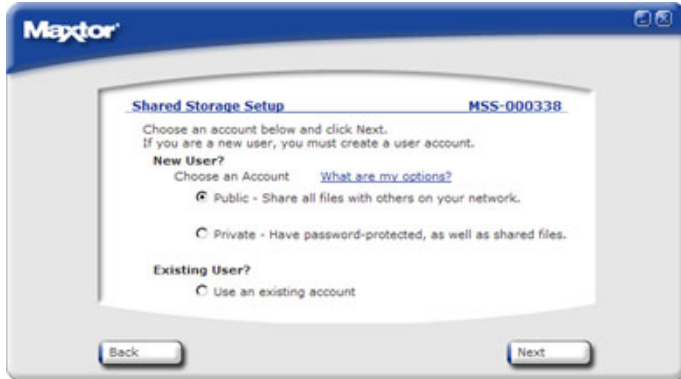 Maxtor
Shared Storage Setup MSS-000338
Choose an account below and click Next.
If you are a new user, you must create a user account.
New User?
Choose an Account What are my options?
Public - Share all files with others on your network.
Private - Have password-protected, as well as shared files.
Existing User?
Use an existing account
Back Next